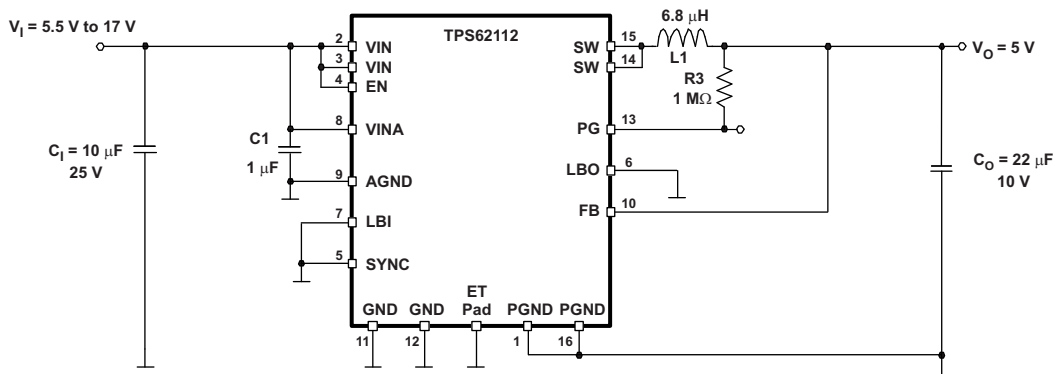 V_I = 5.5 V to 17 V
TPS62112
6.8 μH
L1
V_O = 5 V
2 VIN
3 VIN
4 EN
8 VINA
9 AGND
7 LBI
5 SYNC
SW 15
SW 14
PG 13
LBO 6
FB 10
R3
1 MΩ
C1
1 μF
C_I = 10 μF
25 V
C_O = 22 μF
10 V
GND
GND
ET
Pad
PGND
PGND
11
12
1
16